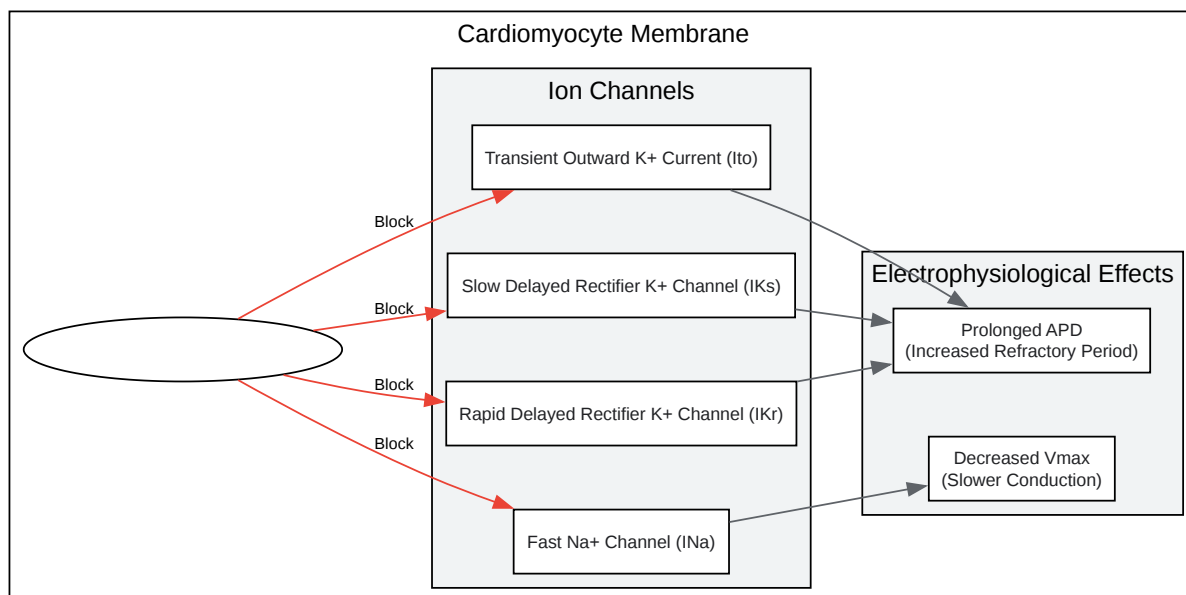 Cardiomyocyte Membrane
Ion Channels
Transient Outward K+ Current (Ito)
Block
Electrophysiological Effects
Slow Delayed Rectifier K+ Channel (IKs)
Block
Prolonged APD
(Increased Refractory Period)
Block
Rapid Delayed Rectifier K+ Channel (IKr)
Block
Decreased Vmax
(Slower Conduction)
Fast Na+ Channel (INa)